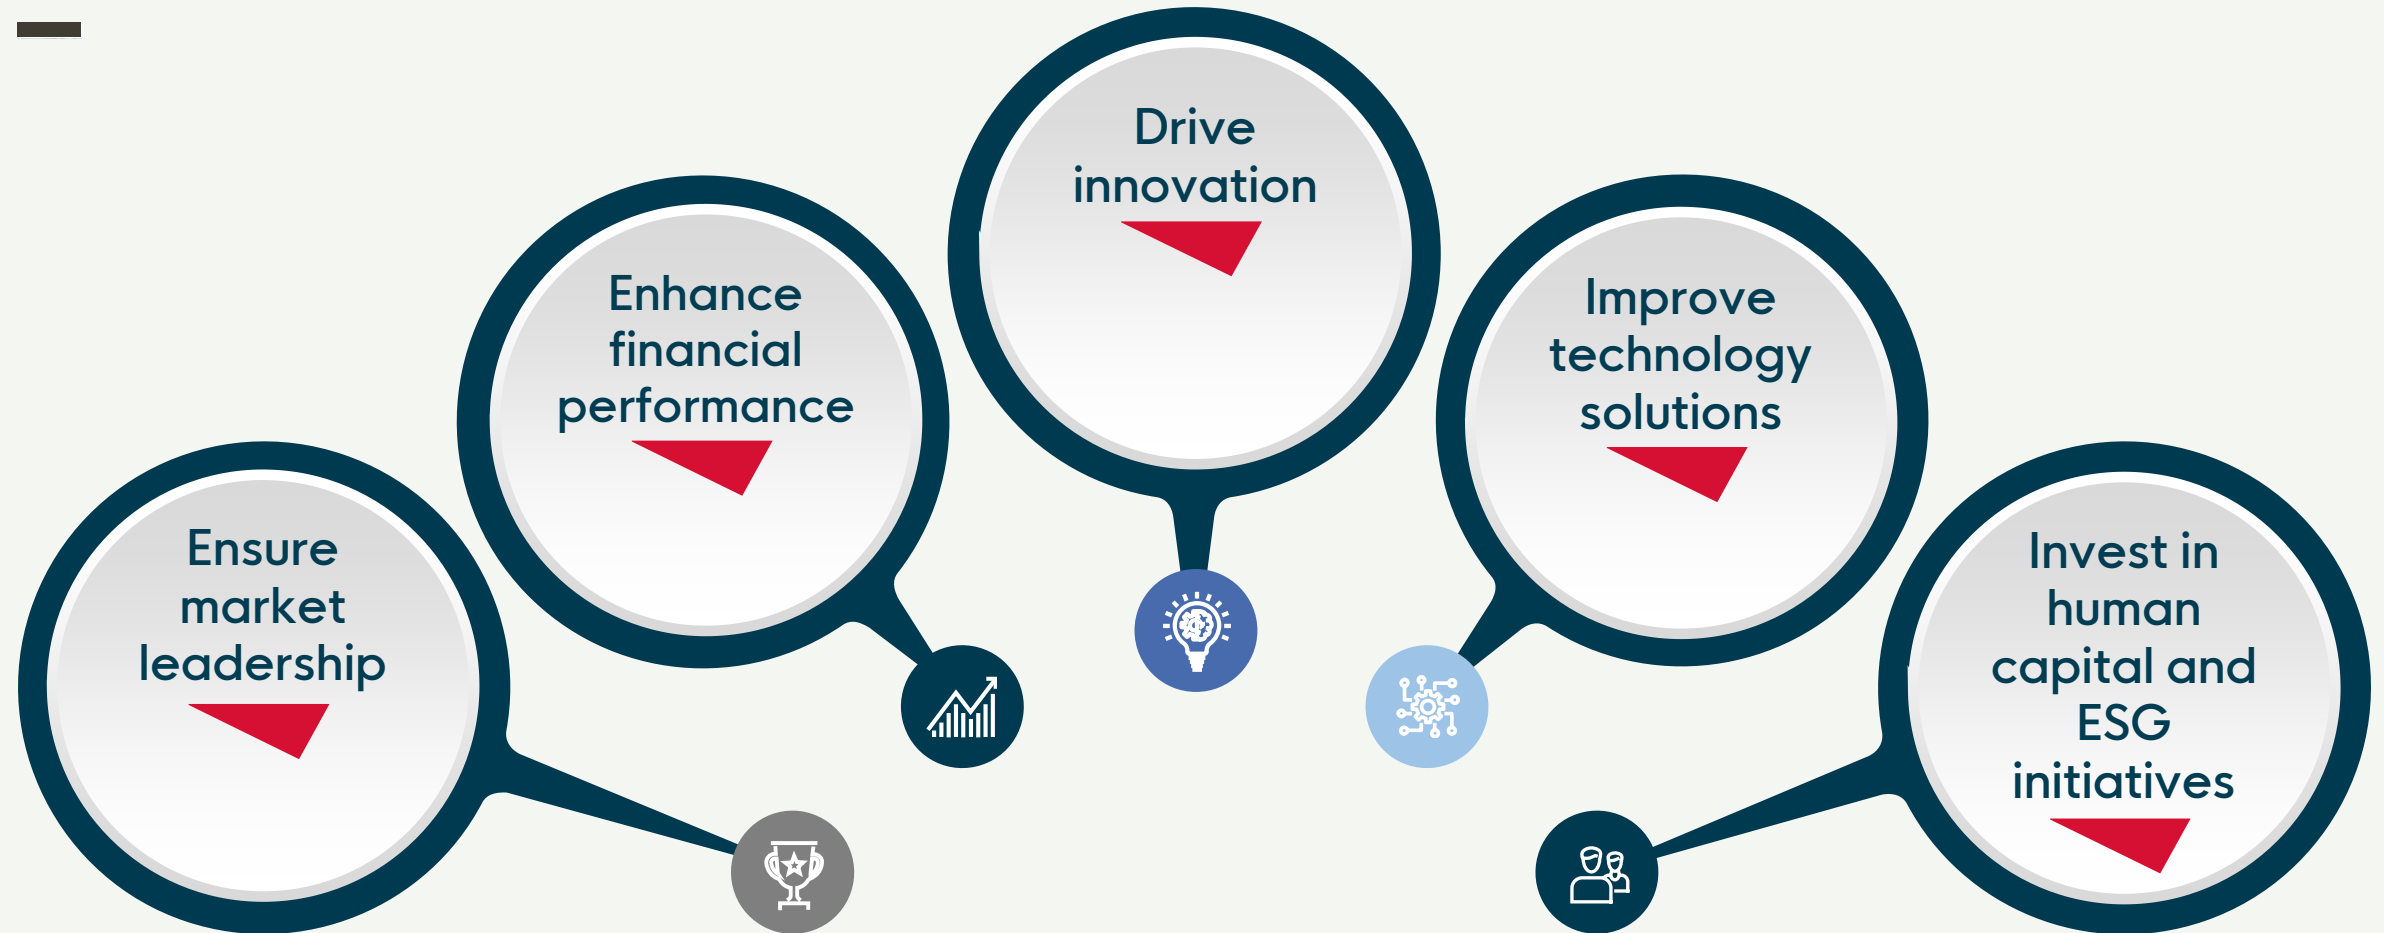 Ensure
market
leadership
Enhance
financial
performance
Drive
innovation
Improve
technology
solutions
Invest in
human
capital and
ESG
initiatives